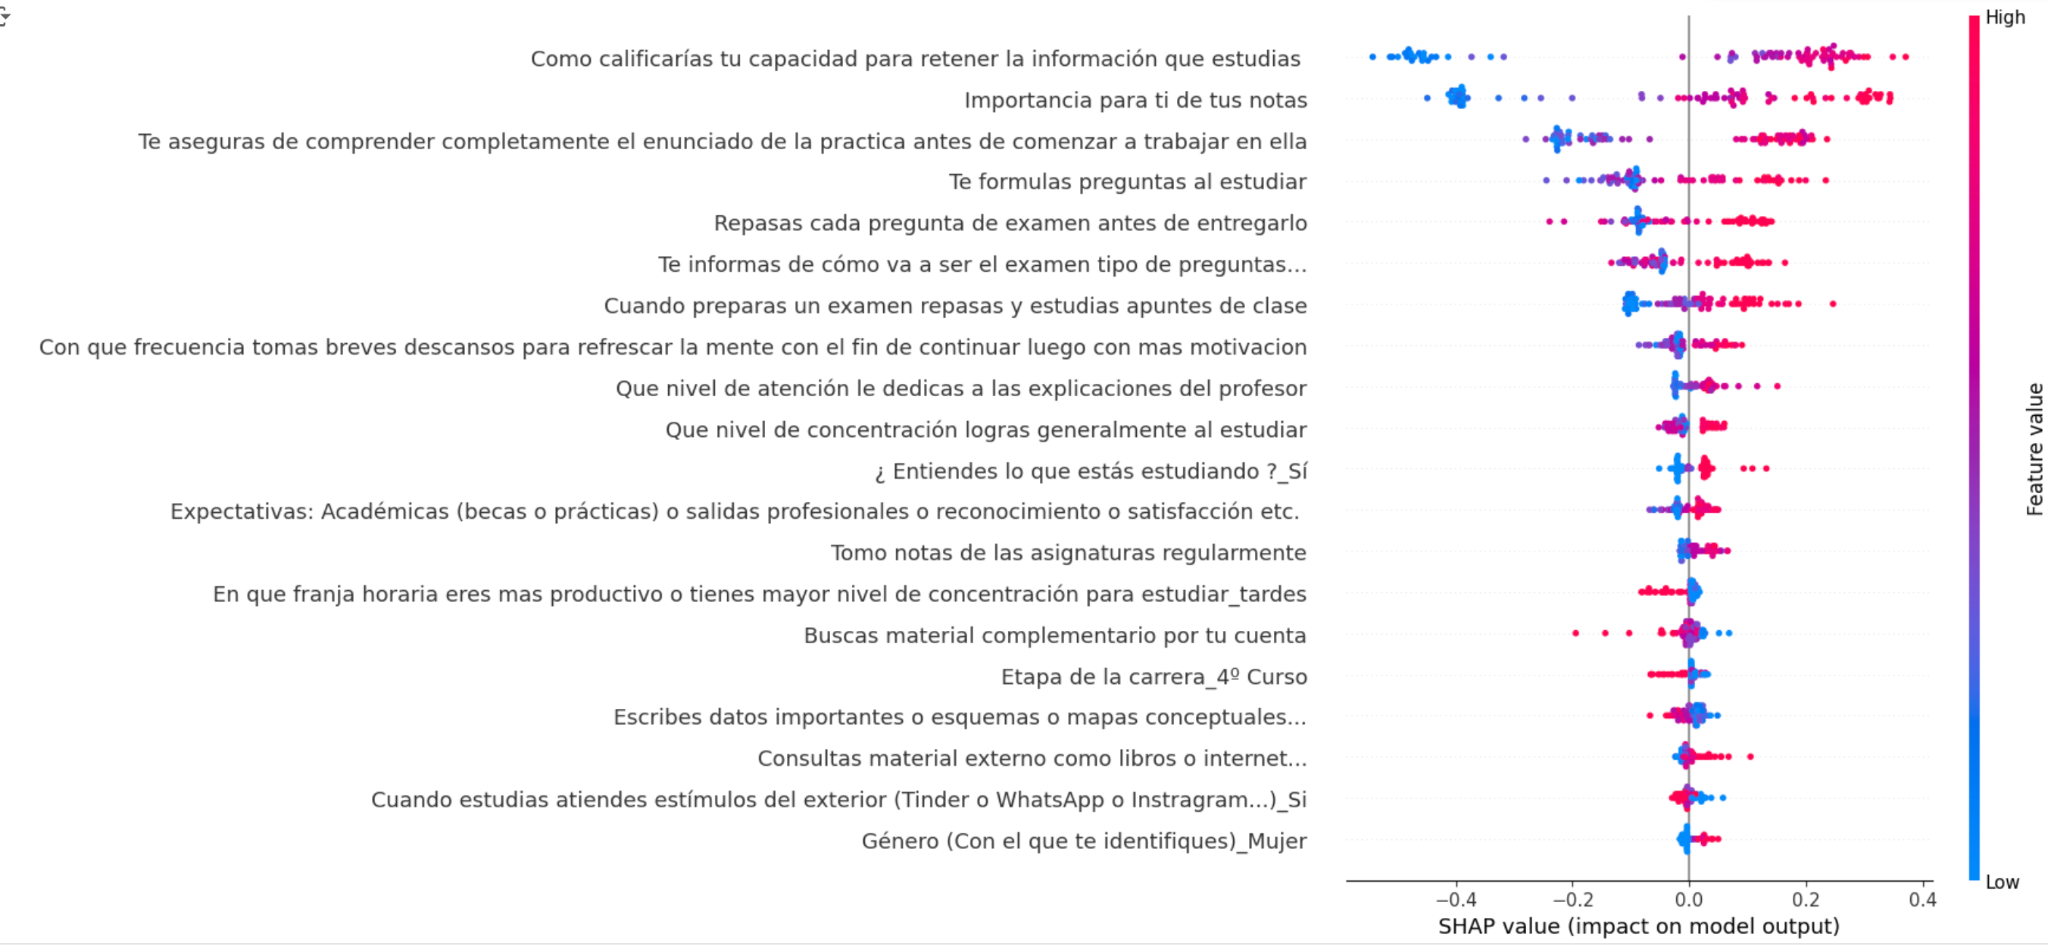 High
Como calificarías tu capacidad para retener la información que estudias
Importancia para ti de tus notas
Te aseguras de comprender completamente el enunciado de la practica antes de comenzar a trabajar en ella
Te formulas preguntas al estudiar
Repasas cada pregunta de examen antes de entregarlo
Te informas de cómo va a ser el examen tipo de preguntas...
Cuando preparas un examen repasas y estudias apuntes de clase
Con que frecuencia tomas breves descansos para refrescar la mente con el fin de continuar luego con mas motivacion
Que nivel de atención le dedicas a las explicaciones del profesor
Que nivel de concentración logras generalmente al estudiar
¿ Entiendes lo que estás estudiando ?_Sí
Expectativas: Académicas (becas o prácticas) o salidas profesionales o reconocimiento o satisfacción etc.
Tomo notas de las asignaturas regularmente
En que franja horaria eres mas productivo o tienes mayor nivel de concentración para estudiar_tardes
Buscas material complementario por tu cuenta
Etapa de la carrera_4º Curso
Escribes datos importantes o esquemas o mapas conceptuales...
Consultas material externo como libros o internet...
Cuando estudias atiendes estímulos del exterior (Tinder o WhatsApp o Instragram...)_Si
Género (Con el que te identifiques)_Mujer
Feature value
Low
−0.4 −0.2 0.0 0.2 0.4
SHAP value (impact on model output)